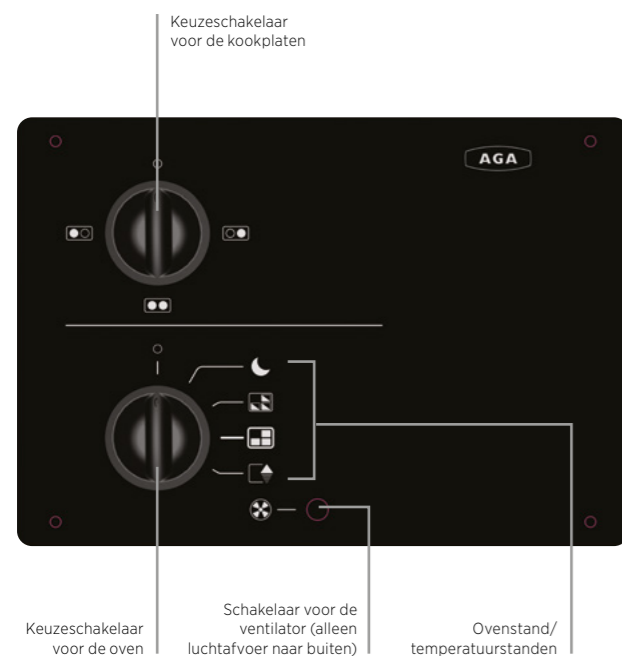 Keuzeschakelaar
voor de kookplaten
AGA
Keuzeschakelaar
voor de oven
Schakelaar voor de
ventilator (alleen
luchtafvoer naar buiten)
Ovenstand/
temperatuurstanden